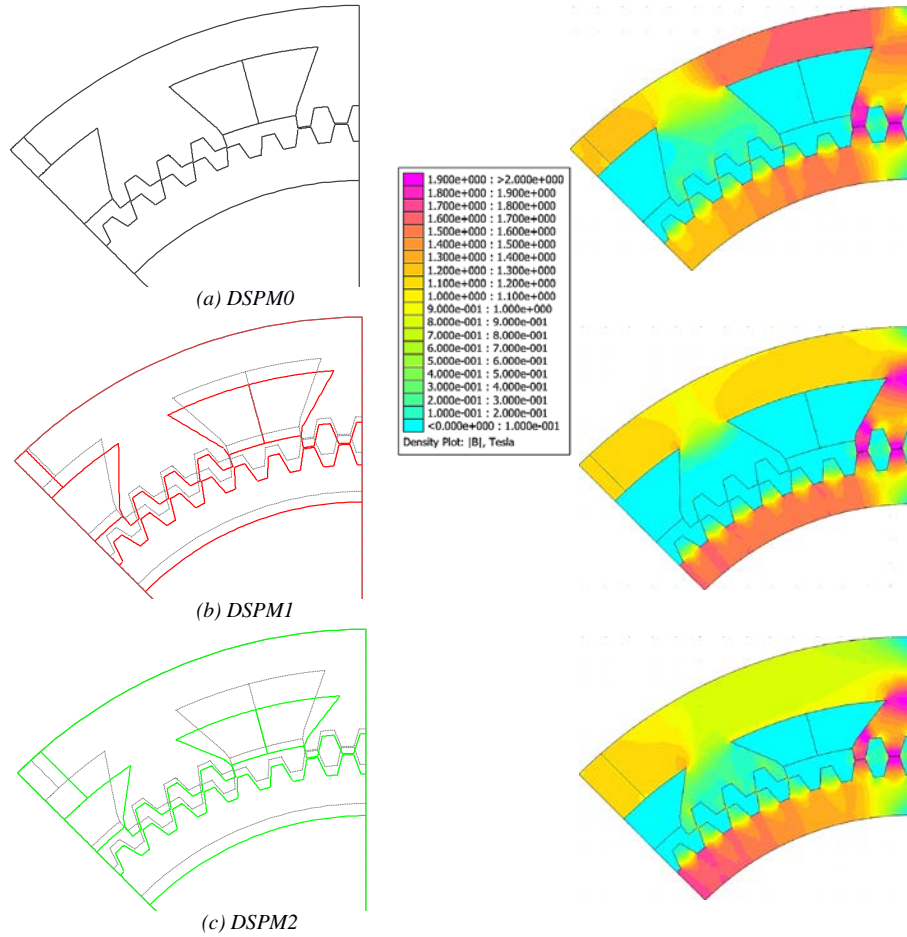 1.900e+000 : >2.000e+000
1.800e+000 : 1.900e+000
1.700e+000 : 1.800e+000
1.600e+000 : 1.700e+000
1.500e+000 : 1.600e+000
1.400e+000 : 1.500e+000
1.300e+000 : 1.400e+000
1.200e+000 : 1.300e+000
1.100e+000 : 1.200e+000
1.000e+000 : 1.100e+000
9.000e-001 : 1.000e+000
8.000e-001 : 9.000e-001
7.000e-001 : 8.000e-001
6.000e-001 : 7.000e-001
5.000e-001 : 6.000e-001
4.000e-001 : 5.000e-001
3.000e-001 : 4.000e-001
2.000e-001 : 3.000e-001
1.000e-001 : 2.000e-001
<0.000e+000 : 1.000e-001
Density Plot: |B|, Tesla
(a) DSPM0
(b) DSPM1
(c) DSPM2